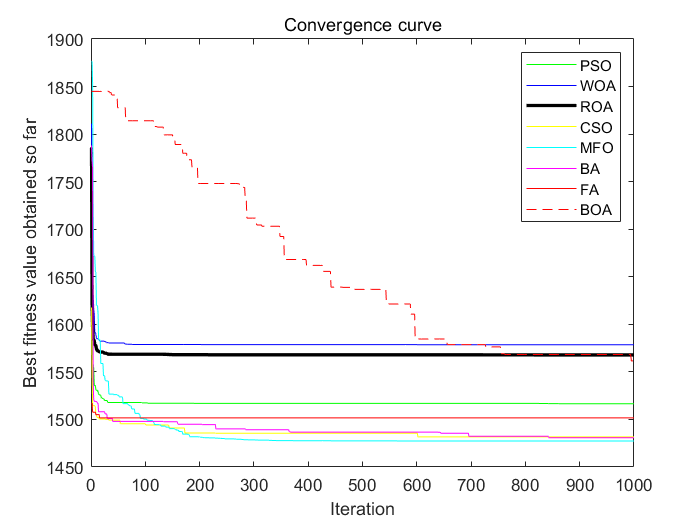 Convergence curve
Best fitness value obtained so far
1900
1850
1800
1750
1700
1650
1600
1550
1500
1450
0 100 200 300 400 500 600 700 800 900 1000
Iteration
PSO
WOA
ROA
CSO
MFO
BA
FA
BOA